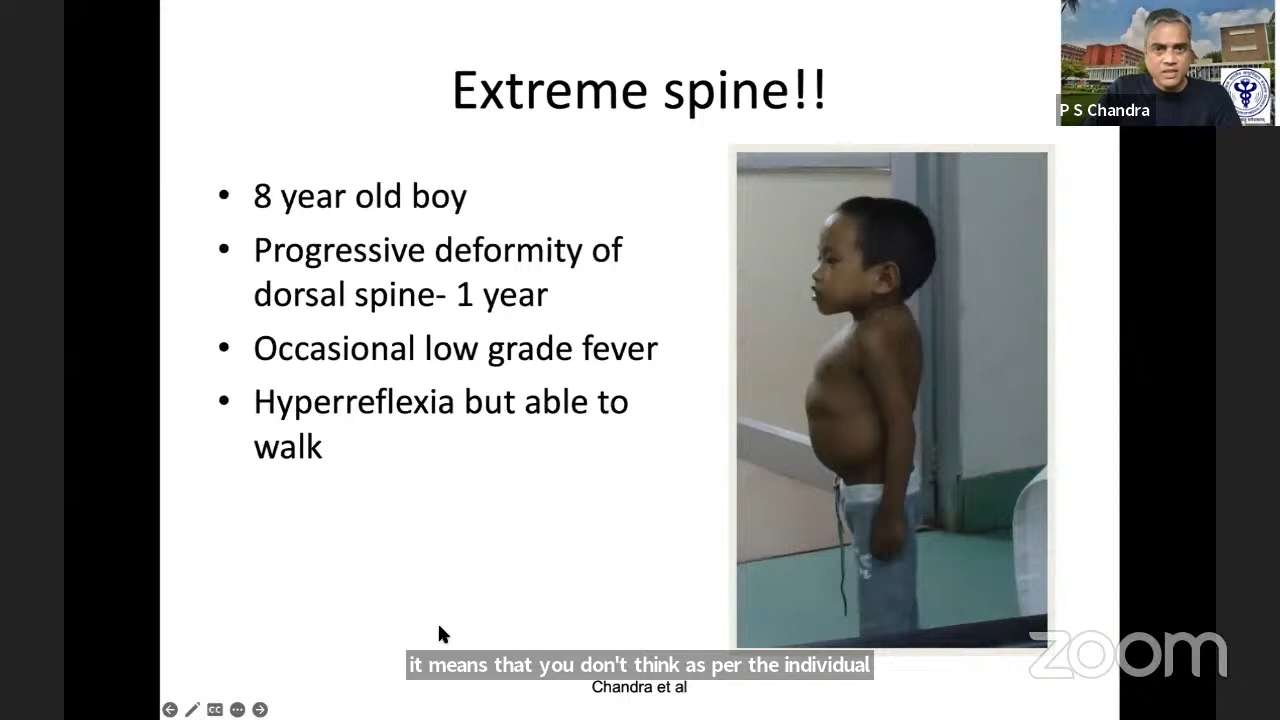 Extreme spine!!
P S Chandra
• 8 year old boy
• Progressive deformity of
dorsal spine- 1 year
• Occasional low grade fever
• Hyperreflexia but able to
walk
it means that you don't think as per the individual
Chandra et al
zoom
CC